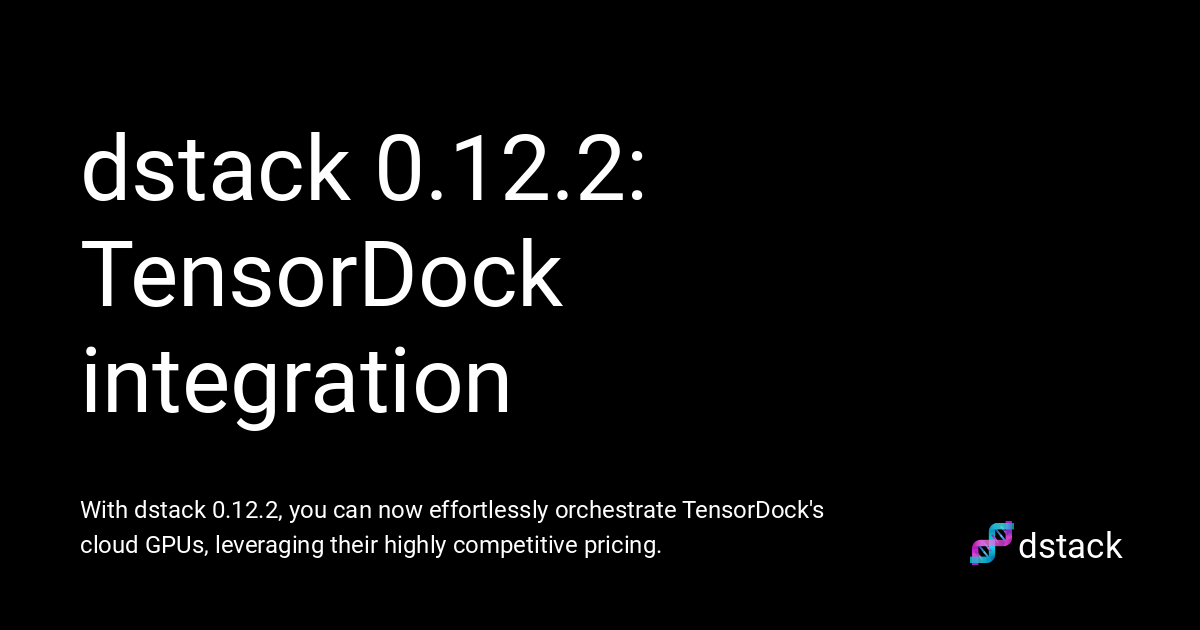 dstack 0.12.2:
TensorDock
integration
With dstack 0.12.2, you can now effortlessly orchestrate TensorDock's
cloud GPUs, leveraging their highly competitive pricing.
dstack